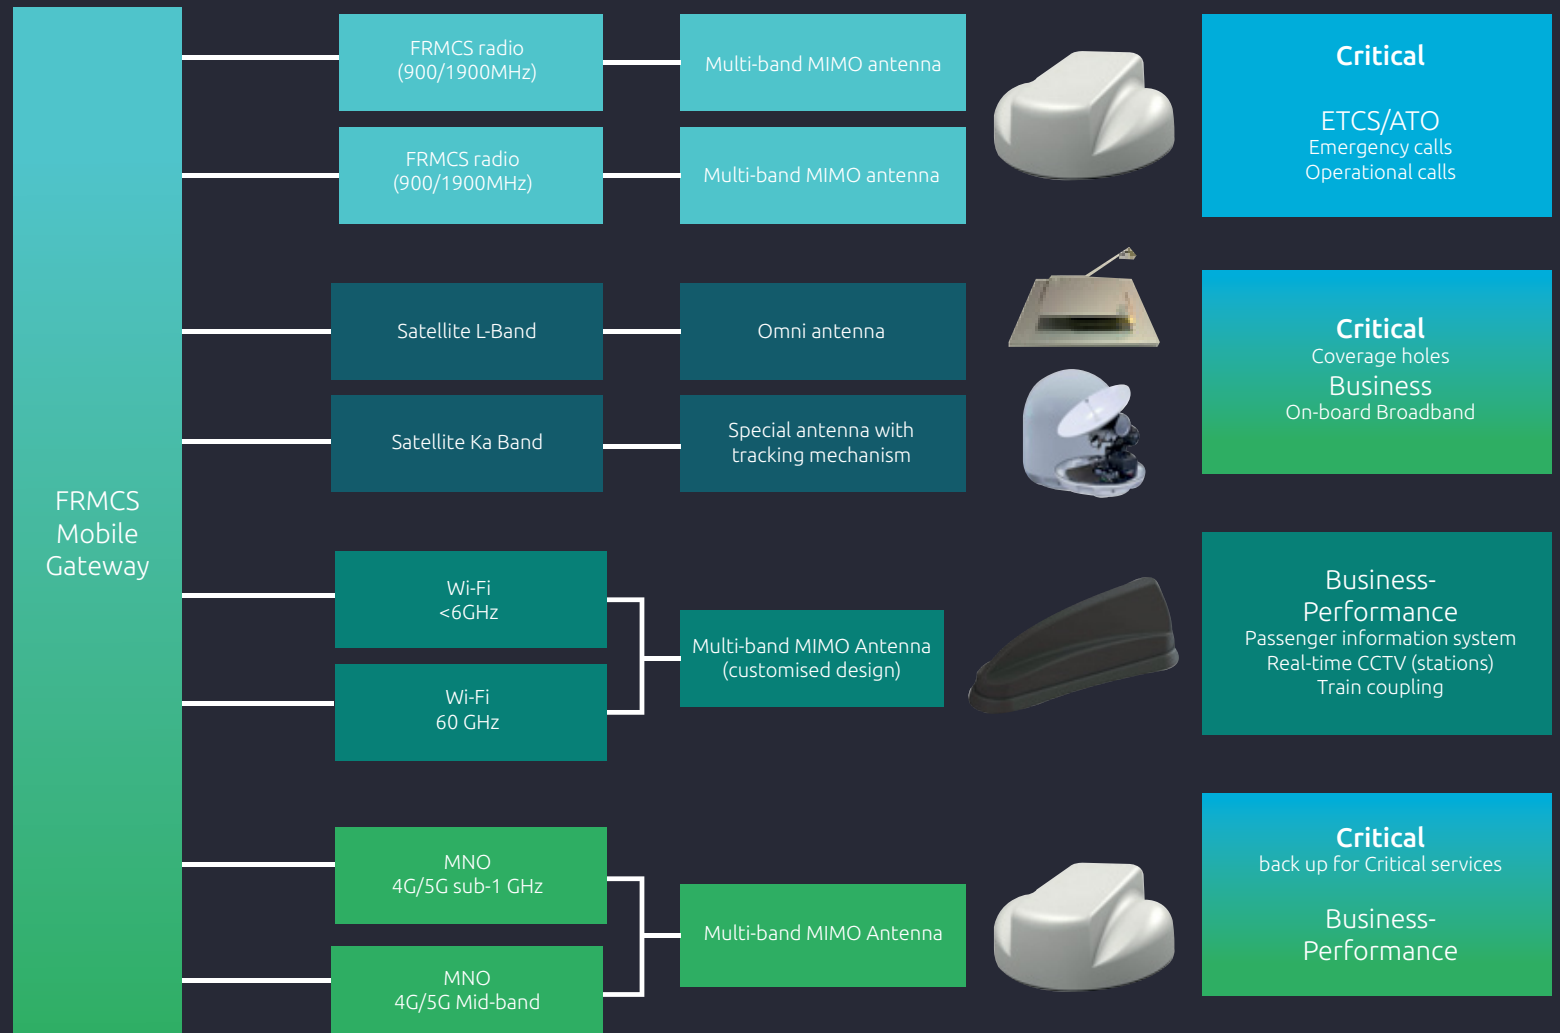 FRMCS
Mobile
Gateway
FRMCS radio
(900/1900MHz)
Multi-band MIMO antenna
FRMCS radio
(900/1900MHz)
Multi-band MIMO antenna
Critical
ETCS/ATO
Emergency calls
Operational calls
Satellite L-Band
Omni antenna
Satellite Ka Band
Special antenna with
tracking mechanism
Critical
Coverage holes
Business
On-board Broadband
Wi-Fi
<6GHz
Wi-Fi
60 GHz
Multi-band MIMO Antenna
(customised design)
Business-
Performance
Passenger information system
Real-time CCTV (stations)
Train coupling
MNO
4G/5G sub-1 GHz
MNO
4G/5G Mid-band
Multi-band MIMO Antenna
Critical
back up for Critical services
Business-
Performance